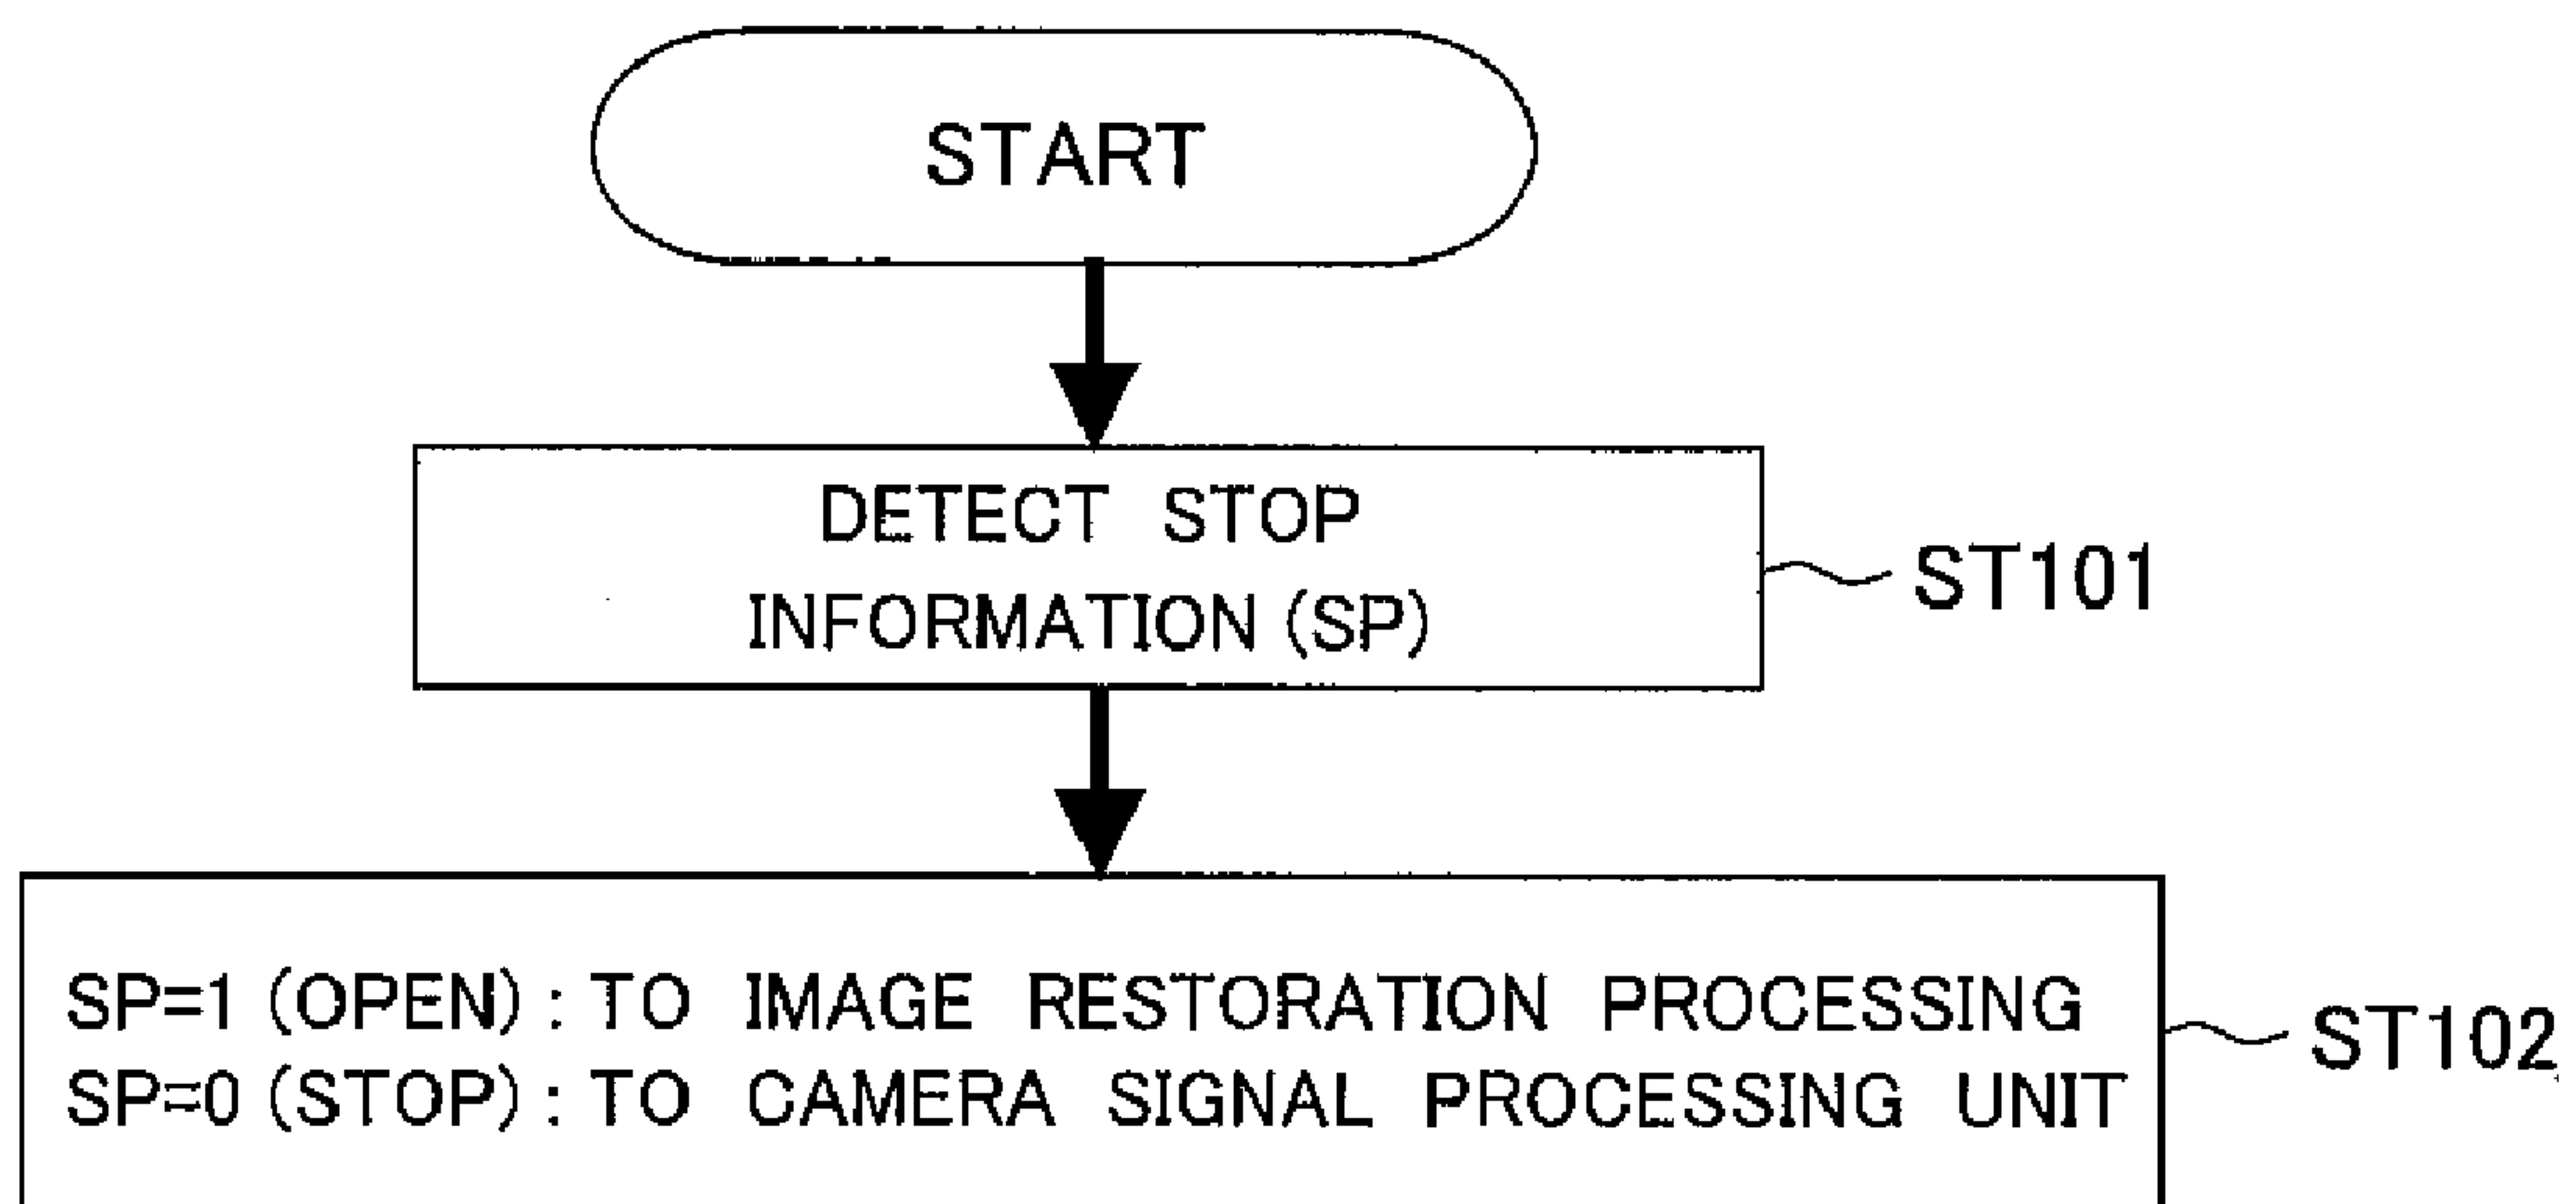 START
DETECT STOP
INFORMATION (SP)
ST101
SP=1 (OPEN) : TO IMAGE RESTORATION PROCESSING
SP=0 (STOP) : TO CAMERA SIGNAL PROCESSING UNIT
ST102